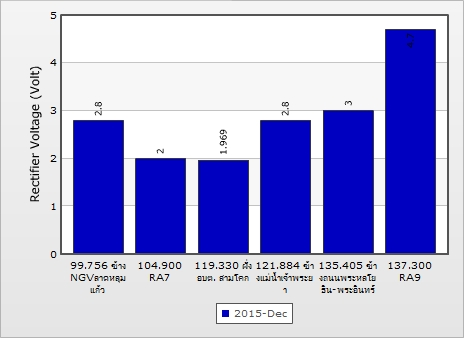 Rectifier Voltage (Volt)
5
4
3
2
1
0
2.8
2
1.969
2.8
3
4.7
99.756 ข้าง
NGVลาดหลุม
แก้ว
104.900
RA7
119.330 ฝั่ง
อบต. สามโคก
121.884 ข้า
งแม่น้ำเจ้าพระย
า
135.405 ข้า
งถนนพระหลโย
ธิน-พระอินทร์
137.300
RA9
2015-Dec